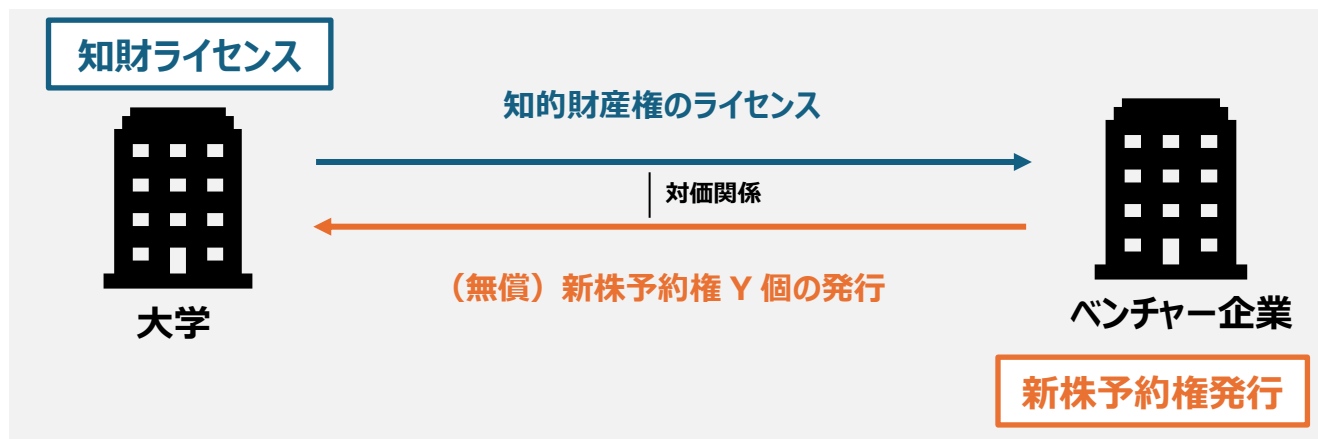 知財ライセンス
知的財産権のライセンス
対価関係
（無償）新株予約権 Y 個の発行
大学
ベンチャー企業
新株予約権発行